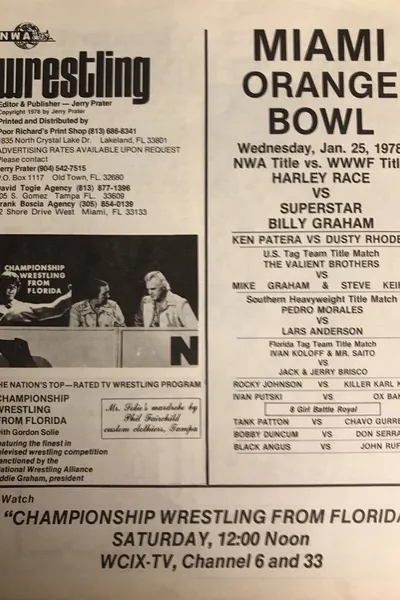 NWA
wrestling
Editor & Publisher — Jerry Prater
Copyright 1978 by Jerry Prater
Printed and Distributed by
Poor Richard's Print Shop (813) 686-8341
1835 North Crystal Lake Dr. Lakeland, FL 33801
ADVERTISING RATES AVAILABLE UPON REQUEST
Please contact
Jerry Prater (904) 542-7515
P.O. Box 1117 Old Town, FL 32680
David Togie Agency (813) 877-1396
05 S. Gomez Tampa FL. 33609
Frank Boscia Agency (305) 854-0139
2 Shore Drive West Miami, FL 33133
CHAMPIONSHIP
WRESTLING
FROM FLORIDA
N
THE NATION'S TOP—RATED TV WRESTLING PROGRAM
CHAMPIONSHIP
WRESTLING
FROM FLORIDA
with Gordon Solie
featuring the finest in
televised wrestling competition
sanctioned by the
National Wrestling Alliance
Eddie Graham, president
Mr. Solie's wardrobe by
Phil Fairchild
custom clothiers, Tampa
MIAMI
ORANGE
BOWL
Wednesday, Jan. 25, 1978
NWA Title vs. WWWF Titl
HARLEY RACE
VS
SUPERSTAR
BILLY GRAHAM
KEN PATERA VS DUSTY RHODE
U.S. Tag Team Title Match
THE VALIENT BROTHERS
VS
MIKE GRAHAM & STEVE KEI
Southern Heavyweight Title Match
PEDRO MORALES
VS
LARS ANDERSON
Florida Tag Team Title Match
IVAN KOLOFF & MR. SAITO
VS
JACK & JERRY BRISCO
ROCKY JOHNSON VS KILLER KARL K
IVAN PUTSKI VS OX BAK
8 Girl Battle Royal
TANK PATTON VS CHAVO GURRE
BOBBY DUNCUM VS DON SERRA
BLACK ANGUS VS JOHN RUF
Watch
"CHAMPIONSHIP WRESTLING FROM FLORIDA
SATURDAY, 12:00 Noon
WCIX-TV, Channel 6 and 33